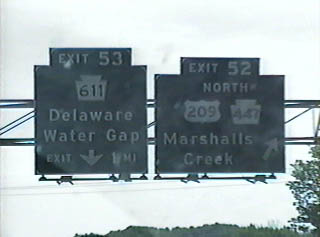 EXIT 53
611
Delaware
Water Gap
EXIT 1 MI
EXIT 52
NORTH
209 447
Marshalls
Creek